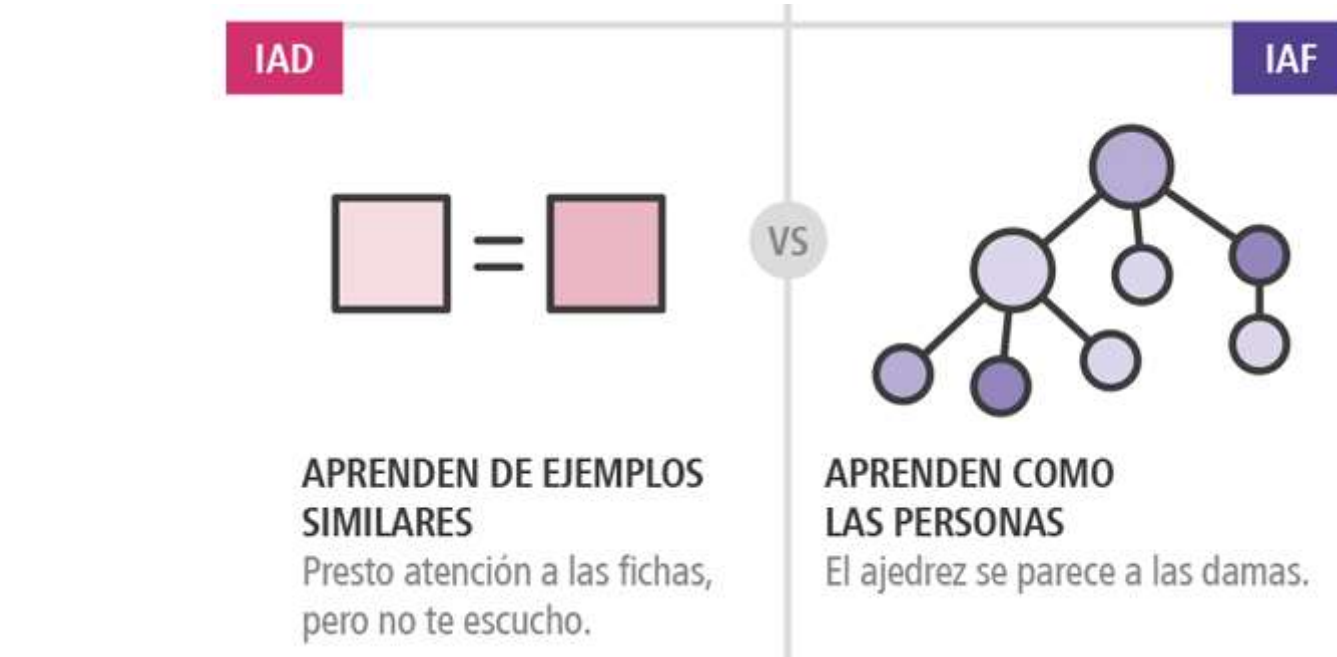 IAD
IAF
VS
APRENDEN DE EJEMPLOS
SIMILARES
Presto atención a las fichas,
pero no te escucho.
APRENDEN COMO
LAS PERSONAS
El ajedrez se parece a las damas.